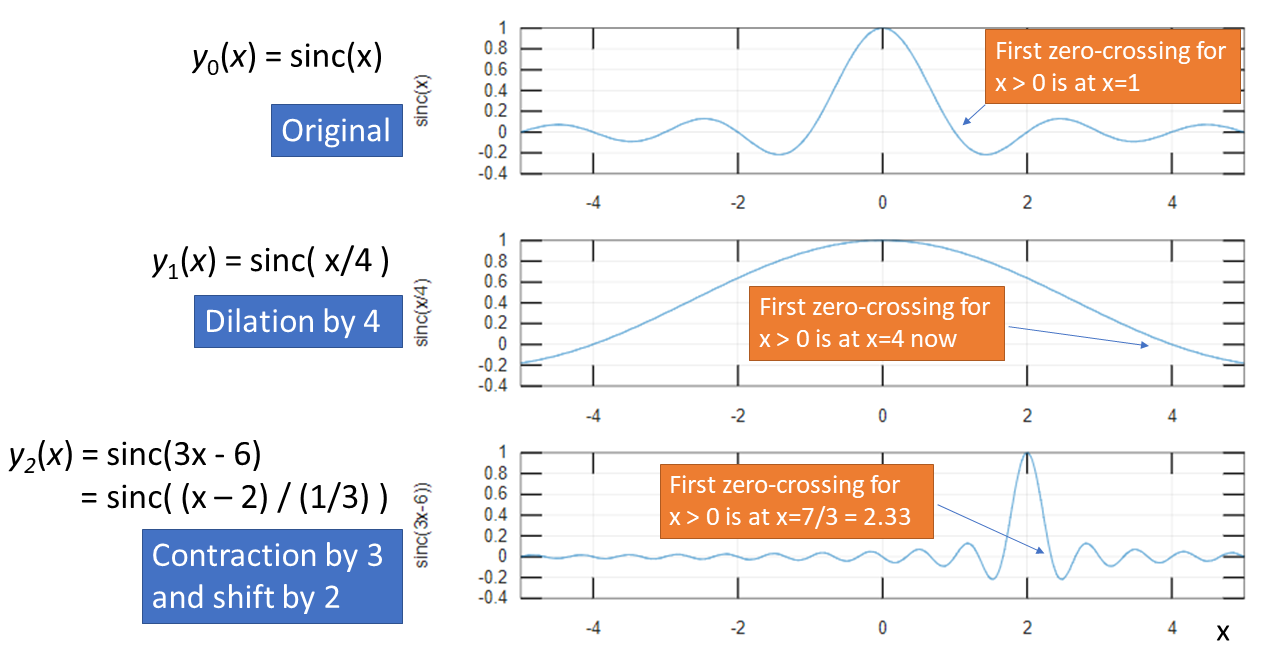 y0(x) = sinc(x)
Original
sinc(x)
1
0.8
0.6
0.4
0.2
0
-0.2
-0.4
-4
-2
0
2
4
First zero-crossing for
x > 0 is at x=1
y1(x) = sinc( x/4 )
Dilation by 4
sinc(x/4)
1
0.8
0.6
0.4
0.2
0
-0.2
-0.4
-4
-2
0
2
4
First zero-crossing for
x > 0 is at x=4 now
y2(x) = sinc(3x - 6)
= sinc( (x – 2) / (1/3) )
Contraction by 3
and shift by 2
sinc(3x-6))
1
0.8
0.6
0.4
0.2
0
-0.2
-0.4
-4
-2
0
2
4
x
First zero-crossing for
x > 0 is at x=7/3 = 2.33